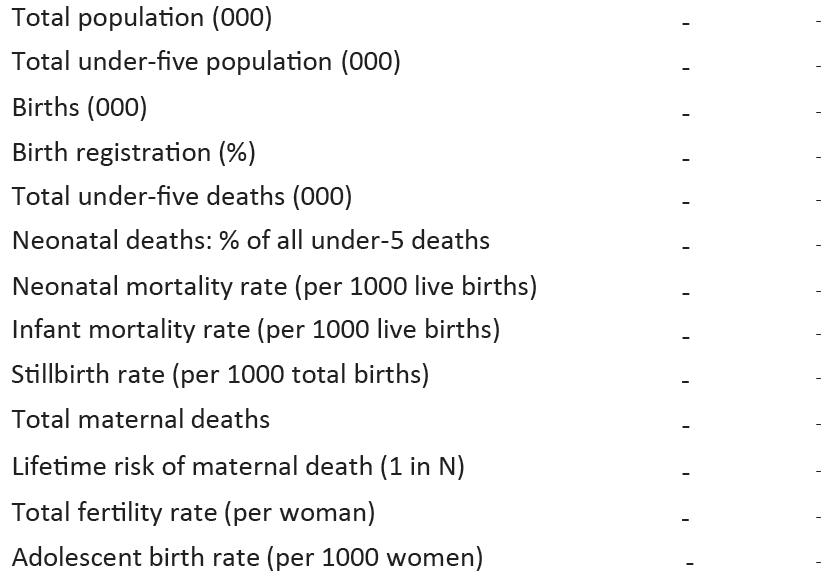 Total population (000) - -
Total under-five population (000) - -
Births (000) - -
Birth registration (%) - -
Total under-five deaths (000) - -
Neonatal deaths: % of all under-5 deaths - -
Neonatal mortality rate (per 1000 live births) - -
Infant mortality rate (per 1000 live births) - -
Stillbirth rate (per 1000 total births) - -
Total maternal deaths - -
Lifetime risk of maternal death (1 in N) - -
Total fertility rate (per woman) - -
Adolescent birth rate (per 1000 women) - -